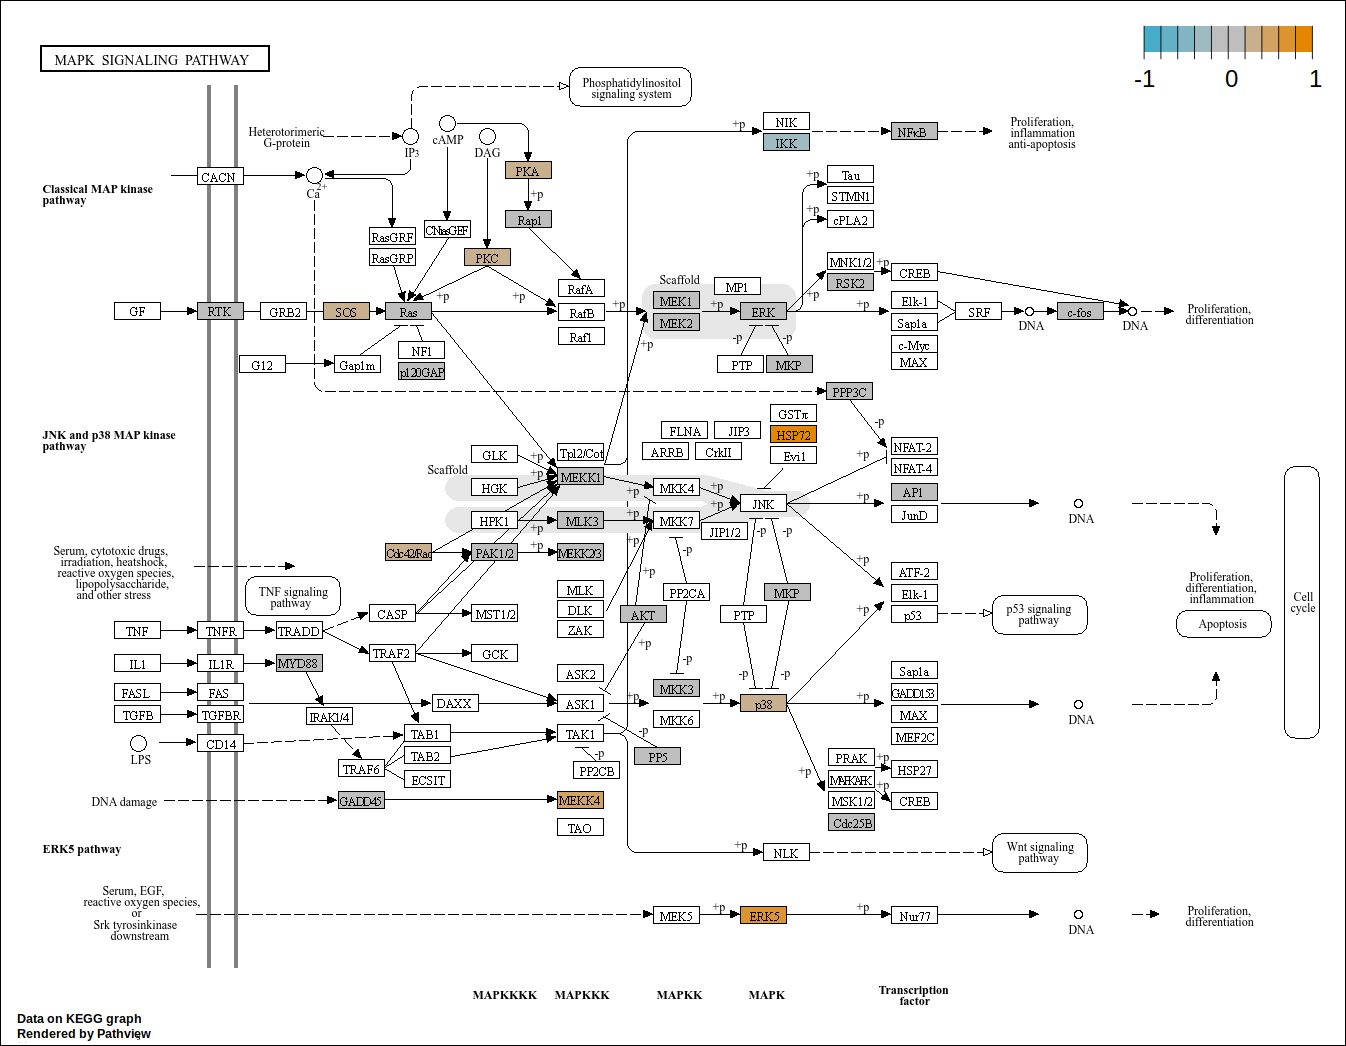 MAPK SIGNALING PATHWAY
-1 0 1
Phosphatidylinositol
signaling system
Heterotorimeric
G-protein
IP3
cAMP
DAG
+p
NIK
IKK
NFκB
Proliferation,
inflammation
anti-apoptosis
CACN
Ca2+
PKA
+p
Rap1
Classical MAP kinase
pathway
+p
Tau
STMN1
+p
cPLA2
RasGRF
RasGRP
PKC
RafA
RafB
Raf1
Scaffold
MEK1
MEK2
MP1
+p
ERK
MNK1/2
RSK2
+p
CREB
GF
RTK
GRB2
SOS
Ras
+p
+p
+p
+p
+p
+p
+p
Elk-1
Sap1a
c-Myc
MAX
SRF
DNA
c-fos
DNA
Proliferation,
differentiation
G12
Gap1m
NF1
p120GAP
-p
-p
PTP
MKP
PPP3C
-p
JNK and p38 MAP kinase
pathway
Scaffold
GLK
HGK
HPK1
+p
+p
+p
+p
Tpl2/Cot
MEKK1
MLK3
MEKK2/3
FLNA
JIP3
ARRB
CrkII
GSTπ
HSP72
Evi1
NFAT-2
NFAT-4
AP1
JunD
+p
+p
+p
+p
+p
MKK4
MKK7
+p
+p
JNK
JIP1/2
DNA
Cdc42/Rac
PAK1/2
-p
-p
-p
+p
Serum, cytotoxic drugs,
irradiation, heatshock,
reactive oxygen species,
lipopolysaccharide,
and other stress
TNF signaling
pathway
MLK
DLK
ZAK
AKT
PP2CA
PTP
MKP
ATF-2
Elk-1
p53
p53 signaling
pathway
Proliferation,
differentiation,
inflammation
Apoptosis
Cell
cycle
TNF
TNFR
TRADD
CASP
MST1/2
TRAF2
GCK
+p
+p
-p
-p
-p
IL1
IL1R
MYD88
ASK2
FASL
FAS
DAXX
ASK1
+p
MKK3
MKK6
+p
p38
+p
Sap1a
GADD153
MAX
MEF2C
DNA
TGFB
TGFBR
IRAK1/4
TAB1
TAK1
-p
PP5
LPS
CD14
TRAF6
TAB2
ECSIT
-p
PP2CB
+p
PRAK
MAPKAPK
MSK1/2
Cdc25B
+p
+p
HSP27
CREB
DNA damage
GADD45
MEKK4
TAO
ERK5 pathway
+p
NLK
Wnt signaling
pathway
Serum, EGF,
reactive oxygen species,
or
Srk tyrosinkinase
downstream
MEK5
+p
ERK5
+p
Nur77
DNA
Proliferation,
differentiation
MAPKKKK
MAPKKK
MAPKK
MAPK
Transcription
factor
Data on KEGG graph
Rendered by Pathview